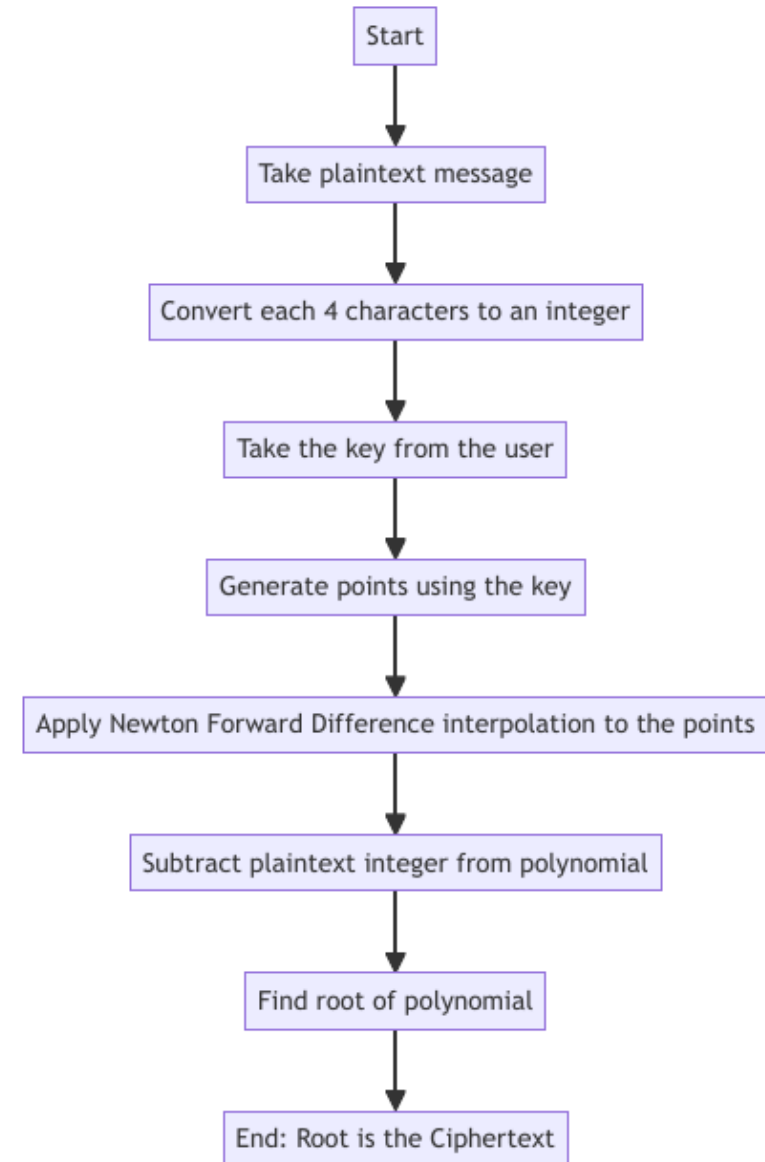 Start
Take plaintext message
Convert each 4 characters to an integer
Take the key from the user
Generate points using the key
Apply Newton Forward Difference interpolation to the points
Subtract plaintext integer from polynomial
Find root of polynomial
End: Root is the Ciphertext